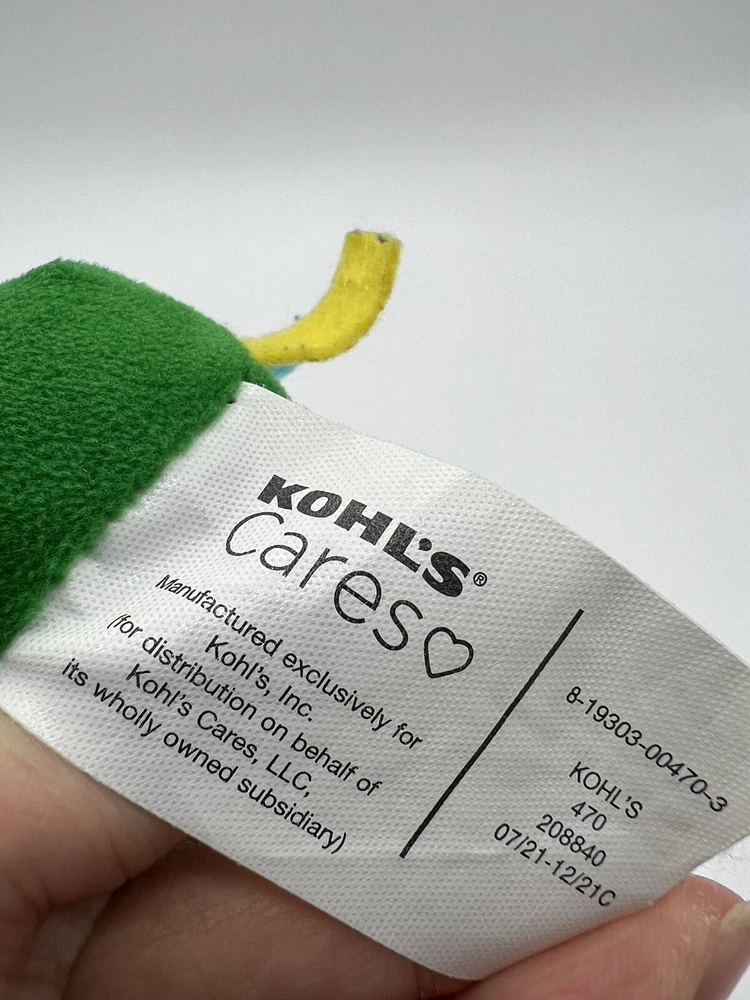 KOHL'S®
Cares
Manufactured exclusively for
Kohl's, Inc.
(for distribution on behalf of
Kohl's Cares, LLC,
its wholly owned subsidiary)
8-19303-00470-3
KOHL'S
470
208840
07/21-12/21C